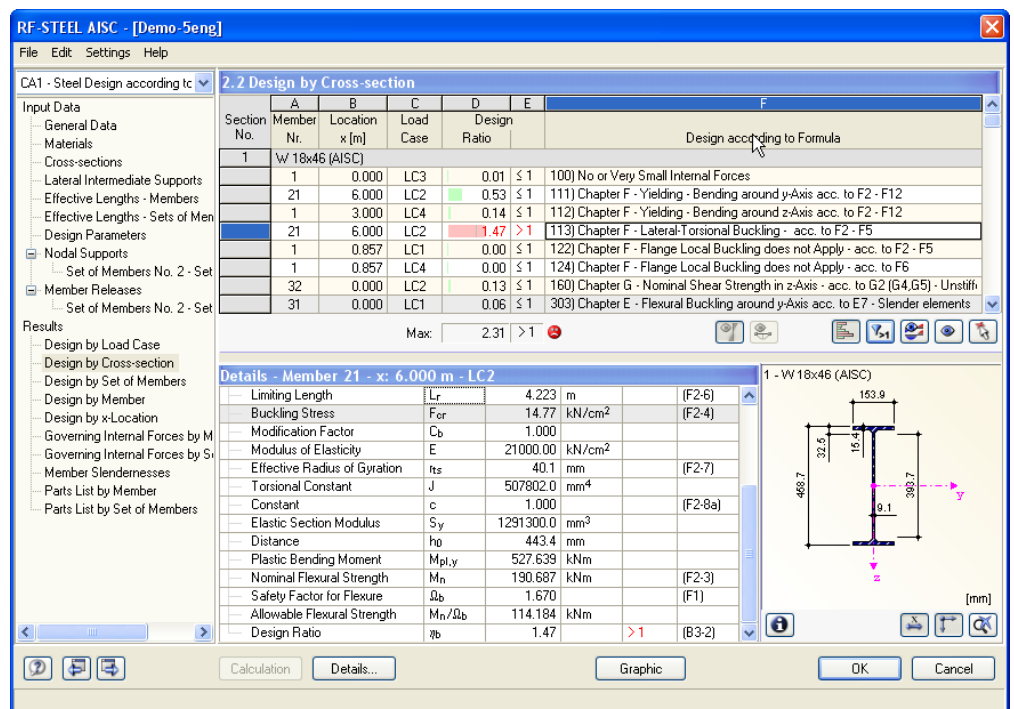 RF-STEEL AISC - [Demo-5eng]
File Edit Settings Help
CA1 - Steel Design according tc
Input Data
General Data
Materials
Cross-sections
Lateral Intermediate Supports
Effective Lengths - Members
Effective Lengths - Sets of Men
Design Parameters
Nodal Supports
Set of Members No. 2 - Set
Member Releases
Set of Members No. 2 - Set
Results
Design by Load Case
Design by Cross-section
Design by Set of Members
Design by Member
Design by x-Location
Governing Internal Forces by M
Governing Internal Forces by S
Member Slendernesses
Parts List by Member
Parts List by Set of Members
2.2 Design by Cross-section
A B C D E F
Section Member Location Load Design
No. Nr. x [m] Case Ratio Design according to Formula
1 W 18x46 (AISC)
1 0.000 LC3 0.01 ≤ 1 100) No or Very Small Internal Forces
21 6.000 LC2 0.53 ≤ 1 111) Chapter F - Yielding - Bending around y-Axis acc. to F2 - F12
1 3.000 LC4 0.14 ≤ 1 112) Chapter F - Yielding - Bending around z-Axis acc. to F2 - F12
21 6.000 LC2 1.47 > 1 113) Chapter F - Lateral-Torsional Buckling - acc. to F2 - F5
1 0.857 LC1 0.00 ≤ 1 122) Chapter F - Flange Local Buckling does not Apply - acc. to F2 - F5
1 0.857 LC4 0.00 ≤ 1 124) Chapter F - Flange Local Buckling does not Apply - acc. to F6
32 0.000 LC2 0.13 ≤ 1 160) Chapter G - Nominal Shear Strength in z-Axis - acc. to G2 (G4,G5) - Unstiff
31 0.000 LC1 0.06 ≤ 1 303) Chapter E - Flexural Buckling around y-Axis acc. to E7 - Slender elements
Max: 2.31 > 1
Details - Member 21 - x: 6.000 m - LC2
Limiting Length Lr 4.223 m (F2-6)
Buckling Stress Fcr 14.77 kN/cm² (F2-4)
Modification Factor Cb 1.000
Modulus of Elasticity E 21000.00 kN/cm²
Effective Radius of Gyration rts 40.1 mm (F2-7)
Torsional Constant J 507802.0 mm⁴
Constant c 1.000 (F2-8a)
Elastic Section Modulus Sy 1291300.0 mm³
Distance h0 443.4 mm
Plastic Bending Moment Mpl,y 527.639 kNm
Nominal Flexural Strength Mn 190.687 kNm (F2-3)
Safety Factor for Flexure Ωb 1.670 (F1)
Allowable Flexural Strength Mn/Ωb 114.184 kNm
Design Ratio ηb 1.47 > 1 (B3-2)
1 - W 18x46 (AISC)
153.9
32.5
15.4
458.7
393.7
9.1
y
z
[mm]
Calculation Details... Graphic OK Cancel